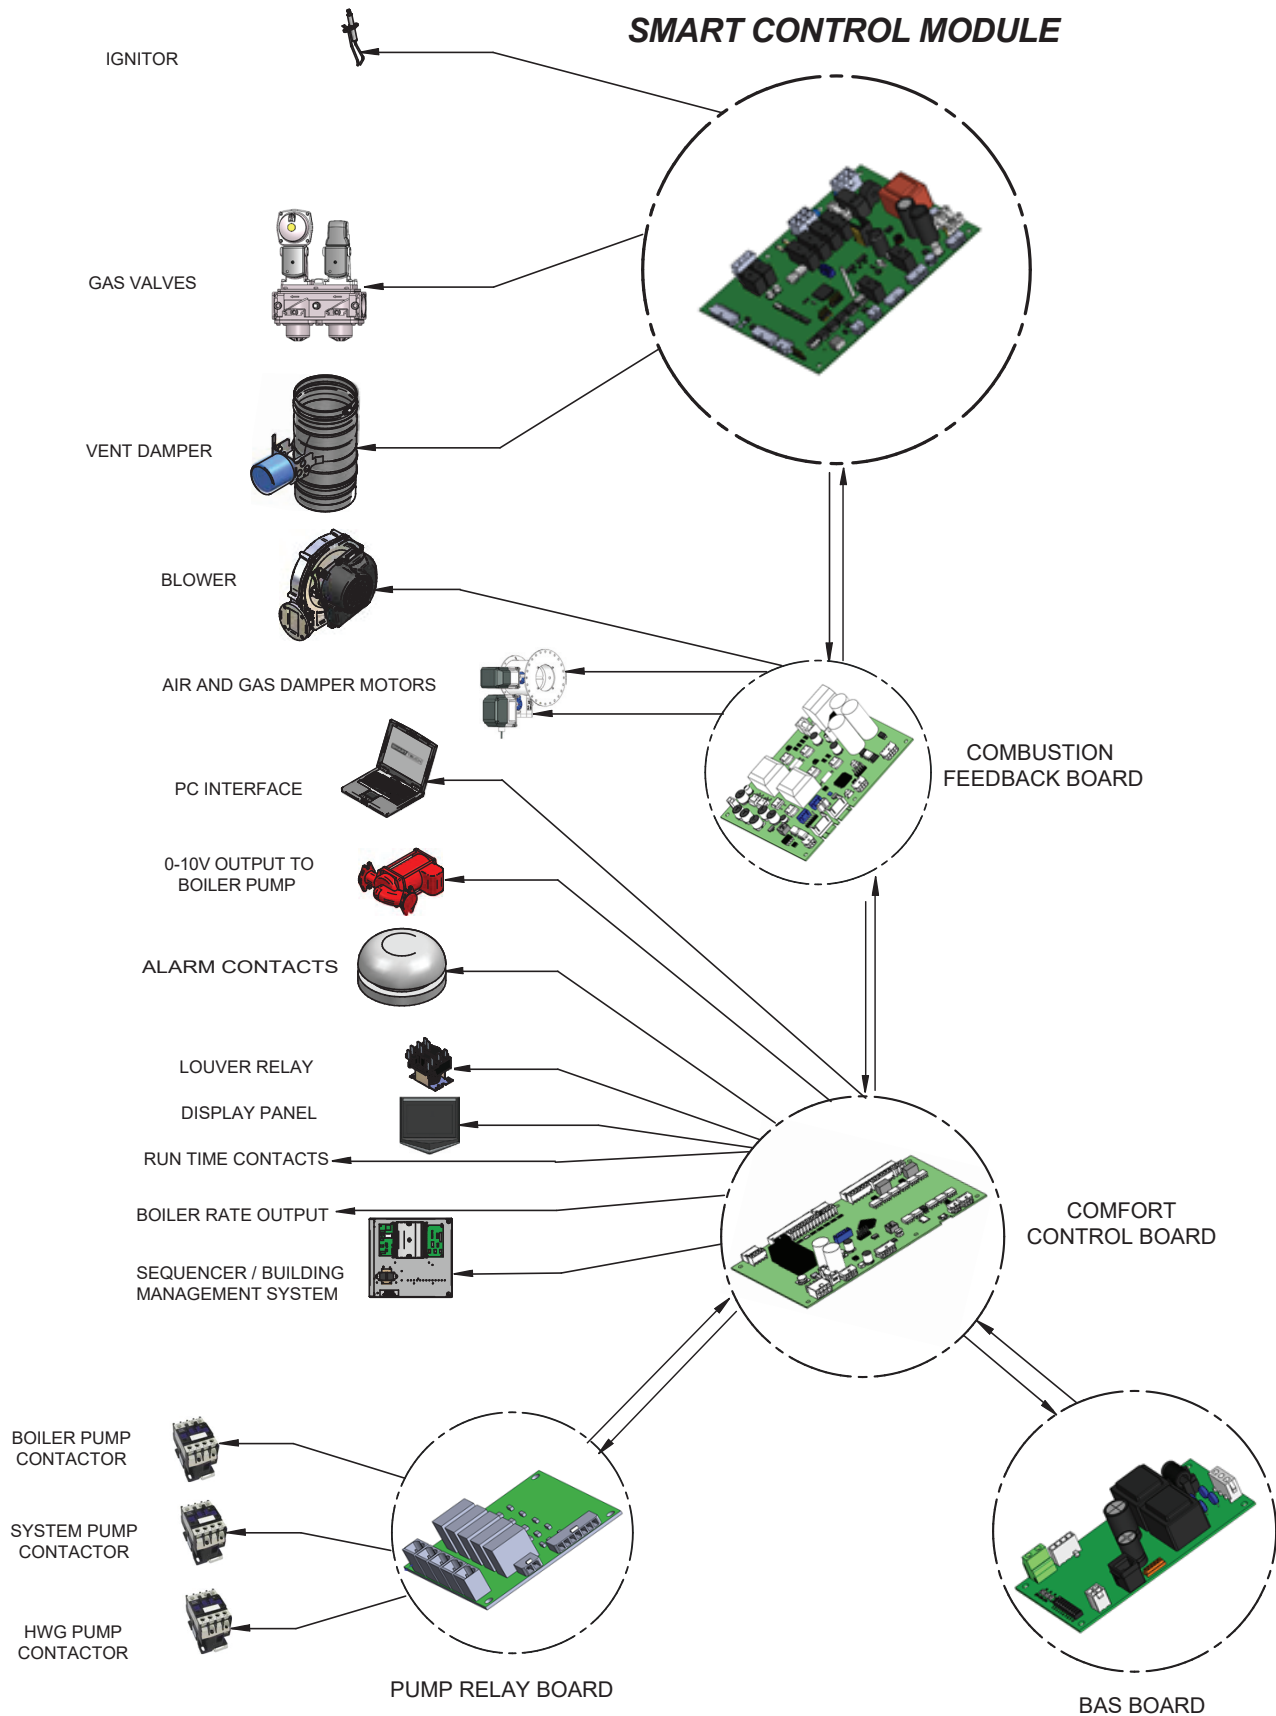 SMART CONTROL MODULE
IGNITOR
GAS VALVES
VENT DAMPER
BLOWER
AIR AND GAS DAMPER MOTORS
PC INTERFACE
COMBUSTION
FEEDBACK BOARD
0-10V OUTPUT TO
BOILER PUMP
ALARM CONTACTS
LOUVER RELAY
DISPLAY PANEL
RUN TIME CONTACTS
BOILER RATE OUTPUT
COMFORT
CONTROL BOARD
SEQUENCER / BUILDING
MANAGEMENT SYSTEM
BOILER PUMP
CONTACTOR
SYSTEM PUMP
CONTACTOR
HWG PUMP
CONTACTOR
PUMP RELAY BOARD
BAS BOARD